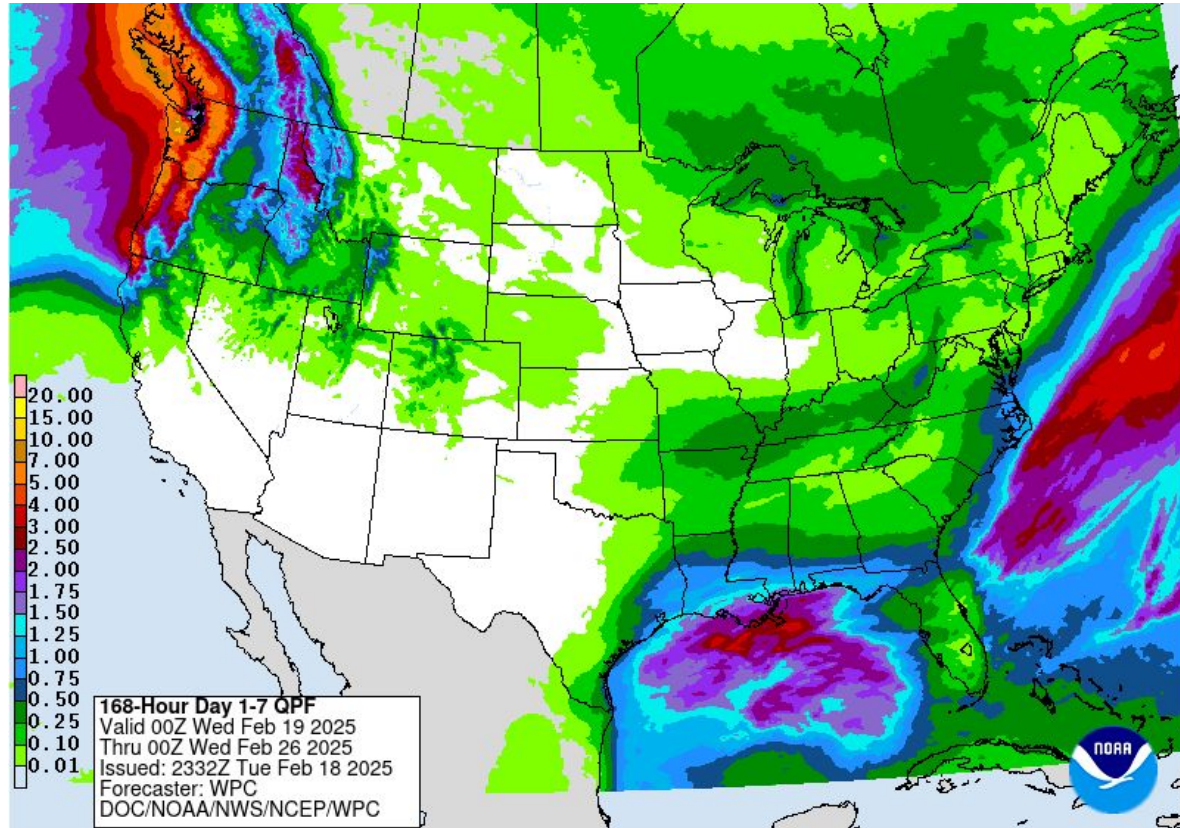 20.00
15.00
10.00
7.00
5.00
4.00
3.00
2.50
2.00
1.75
1.50
1.25
1.00
0.75
0.50
0.25
0.10
0.01
168-Hour Day 1-7 QPF
Valid 00Z Wed Feb 19 2025
Thru 00Z Wed Feb 26 2025
Issued: 2332Z Tue Feb 18 2025
Forecaster: WPC
DOC/NOAA/NWS/NCEP/WPC
NOAA